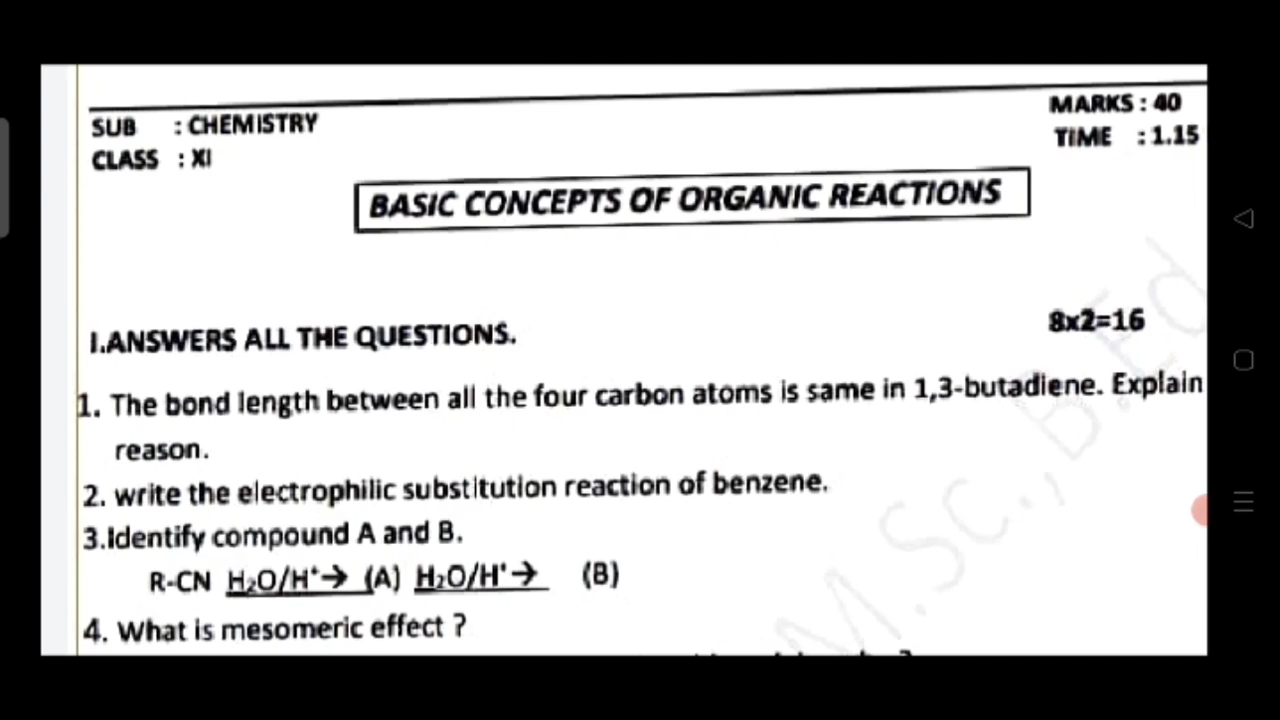 SUB : CHEMISTRY
MARKS : 40
CLASS : XI
TIME : 1.15
BASIC CONCEPTS OF ORGANIC REACTIONS
I.ANSWERS ALL THE QUESTIONS. 8x2=16
1. The bond length between all the four carbon atoms is same in 1,3-butadiene. Explain
reason.
2. write the electrophilic substitution reaction of benzene.
3.Identify compound A and B.
R-CN H₂O/H⁺→ (A) H₂O/H⁺→ (B)
4. What is mesomeric effect ?
M.Sc.,B.Ed